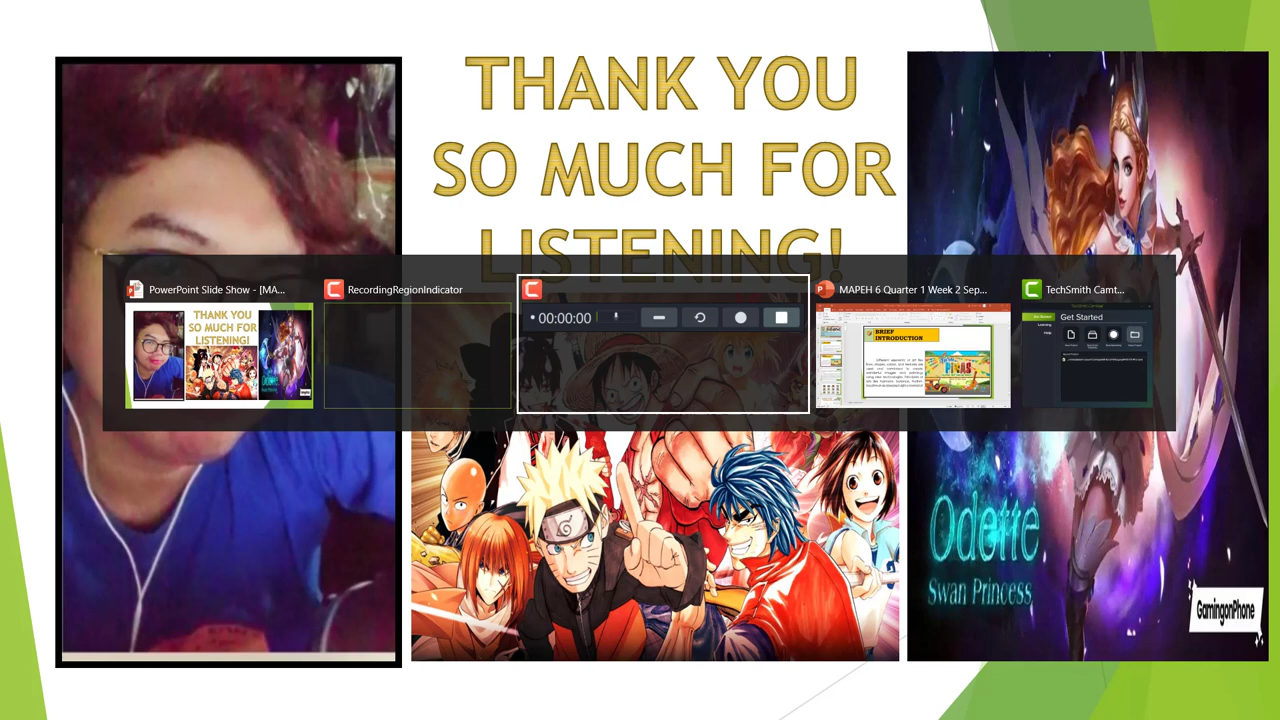 THANK YOU
SO MUCH FOR
LISTENING!
PowerPoint Slide Show - [MA...
RecordingRegionIndicator
MAPEH 6 Quarter 1 Week 2 Sep...
TechSmith Camt...
THANK YOU
SO MUCH FOR
LISTENING!
00:00:00
BRIEF
INTRODUCTION
PIYAS
Get Started
Odette
Swan Princess
GamingonPhone